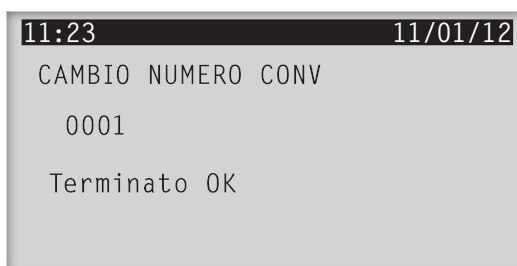 11:23 11/01/12
CAMBIO NUMERO CONV
0001
Terminato OK